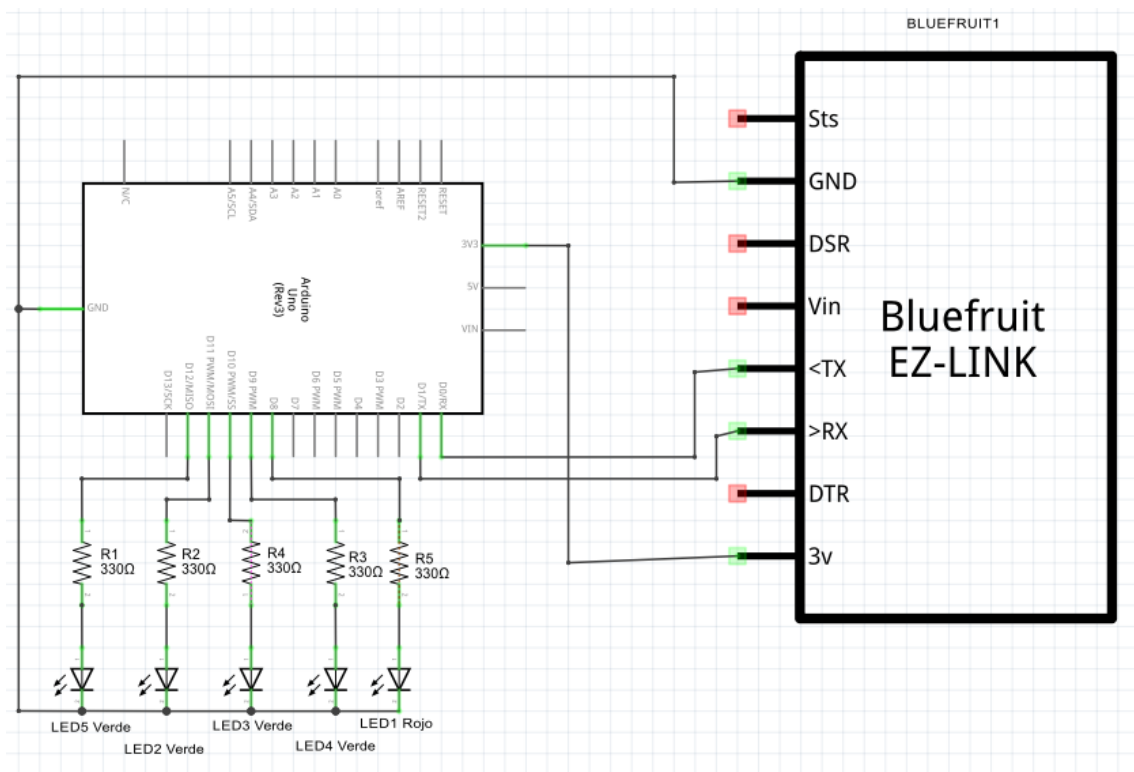 BLUEFRUIT1
Sts
GND
DSR
Vin
<TX
>RX
DTR
3v
Bluefruit
EZ-LINK
N/C
A5/SCL
A4/SDA
A3
A2
A1
A0
ioref
AREF
RESET2
RESET
3V3
5V
VIN
GND
Arduino
Uno
(Rev3)
D13/SCK
D12/MISO
D11 PWM/MOSI
D10 PWM/SS
D9 PWM
D8
D7
D6 PWM
D5 PWM
D4
D3 PWM
D2
D1/TX
D0/RX
R1
330Ω
R2
330Ω
R4
330Ω
R3
330Ω
R5
330Ω
LED5 Verde
LED2 Verde
LED3 Verde
LED4 Verde
LED1 Rojo